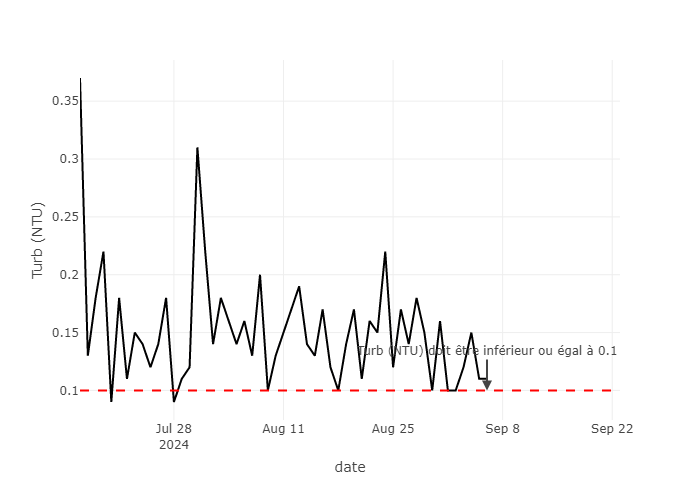 Turb (NTU)
0.35
0.3
0.25
0.2
0.15
0.1
Turb (NTU) doit être inférieur ou égal à 0.1
Jul 28
2024
Aug 11
Aug 25
Sep 8
Sep 22
date